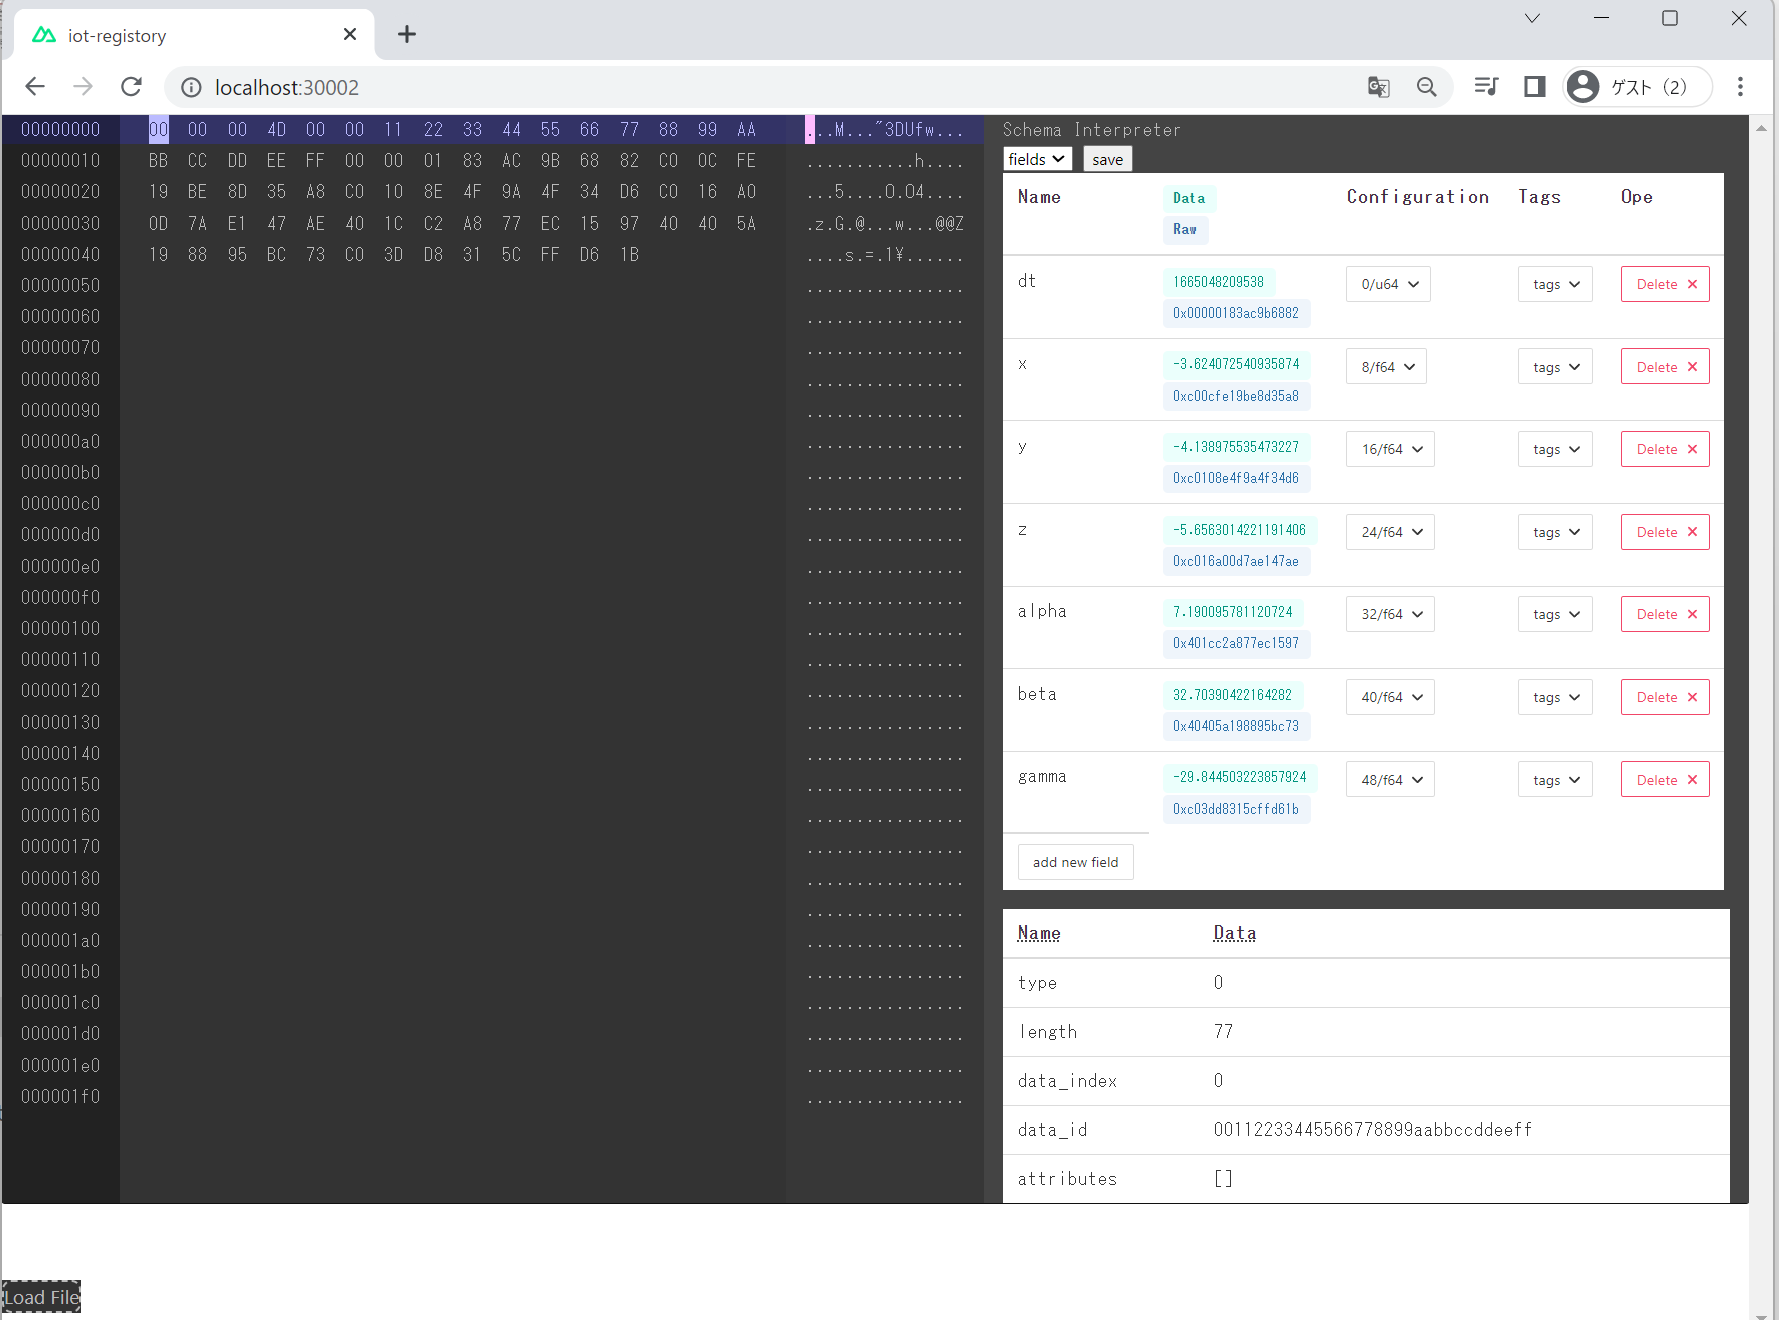 iot-registory
localhost:30002
ゲスト (2)
00000000 00 00 00 4D 00 00 11 22 33 44 55 66 77 88 99 AA ...M..."3DUfw...
00000010 BB CC DD EE FF 00 00 01 83 AC 9B 68 82 C0 0C FE ...........h....
00000020 19 BE 8D 35 A8 C0 10 8E 4F 9A 4F 34 D6 C0 16 A0 ...5....O.O4....
00000030 0D 7A E1 47 AE 40 1C C2 A8 77 EC 15 97 40 40 5A .z.G.@...w...@@Z
00000040 19 88 95 BC 73 C0 3D D8 31 5C FF D6 1B ....s.=.1¥......
00000050 ................
00000060 ................
00000070 ................
00000080 ................
00000090 ................
000000a0 ................
000000b0 ................
000000c0 ................
000000d0 ................
000000e0 ................
000000f0 ................
00000100 ................
00000110 ................
00000120 ................
00000130 ................
00000140 ................
00000150 ................
00000160 ................
00000170 ................
00000180 ................
00000190 ................
000001a0 ................
000001b0 ................
000001c0 ................
000001d0 ................
000001e0 ................
000001f0 ................
Schema Interpreter
fields save
Name Data Configuration Tags Ope
Raw
dt 1665048209538 0/u64 tags Delete
0x00000183ac9b6882
x -3.624072540935874 8/f64 tags Delete
0xc00cfe19be8d35a8
y -4.138975535473227 16/f64 tags Delete
0xc0108e4f9a4f34d6
z -5.6563014221191406 24/f64 tags Delete
0xc016a00d7ae147ae
alpha 7.190095781120724 32/f64 tags Delete
0x401cc2a877ec1597
beta 32.70390422164282 40/f64 tags Delete
0x40405a198895bc73
gamma -29.844503223857924 48/f64 tags Delete
0xc03dd8315cffd61b
add new field
Name Data
type 0
length 77
data_index 0
data_id 00112233445566778899aabbccddeeff
attributes []
Load File